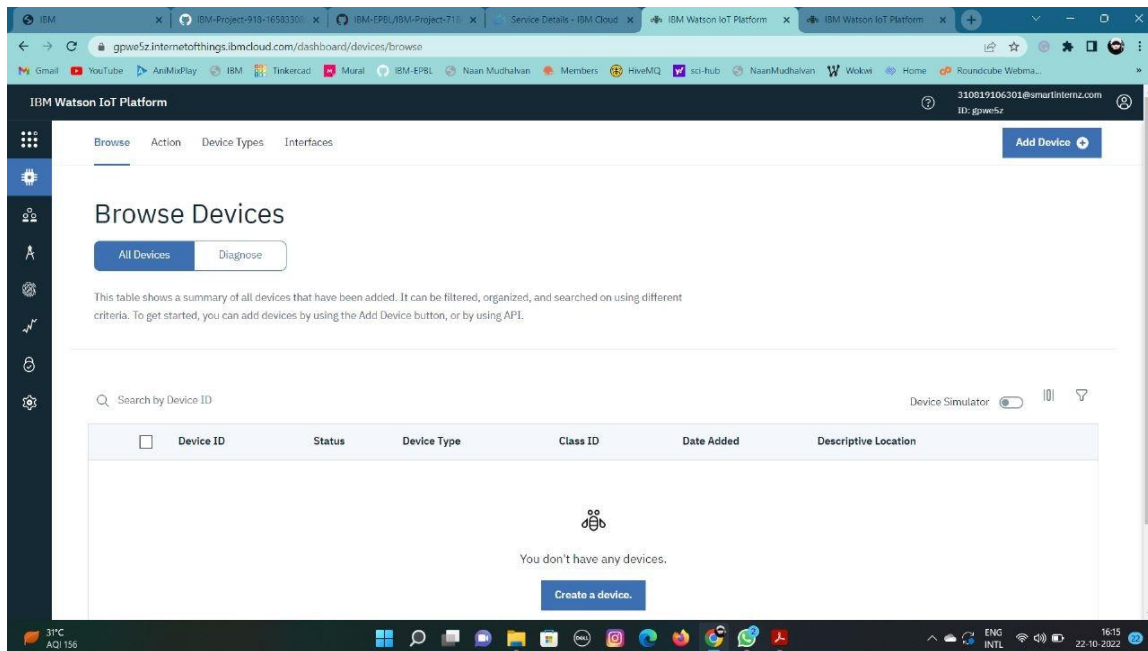 IBM
IBM-Project-918-1658330
IBM-EPBL/IBM-Project-71
Service Details - IBM Cloud
IBM Watson IoT Platform
IBM Watson IoT Platform
gpwe5z.internetofthings.ibmcloud.com/dashboard/devices/browse
Gmail
YouTube
AniMixPlay
IBM
Tinkercad
Mural
IBM-EPBL
Naan Mudhalvan
Members
HiveMQ
sci-hub
NaanMudhalvan
Wokwi
Home
Roundcube Webma...
IBM Watson IoT Platform
310819106301@smartinternz.com
ID: gpwe5z
Browse
Action
Device Types
Interfaces
Add Device
Browse Devices
All Devices
Diagnose
This table shows a summary of all devices that have been added. It can be filtered, organized, and searched on using different
criteria. To get started, you can add devices by using the Add Device button, or by using API.
Search by Device ID
Device Simulator
Device ID
Status
Device Type
Class ID
Date Added
Descriptive Location
You don't have any devices.
Create a device.
31°C
AQI 156
DELL
ENG
INTL
16:15
22-10-2022
22